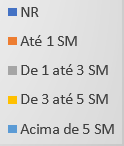 NR
Até 1 SM
De 1 até 3 SM
De 3 até 5 SM
Acima de 5 SM